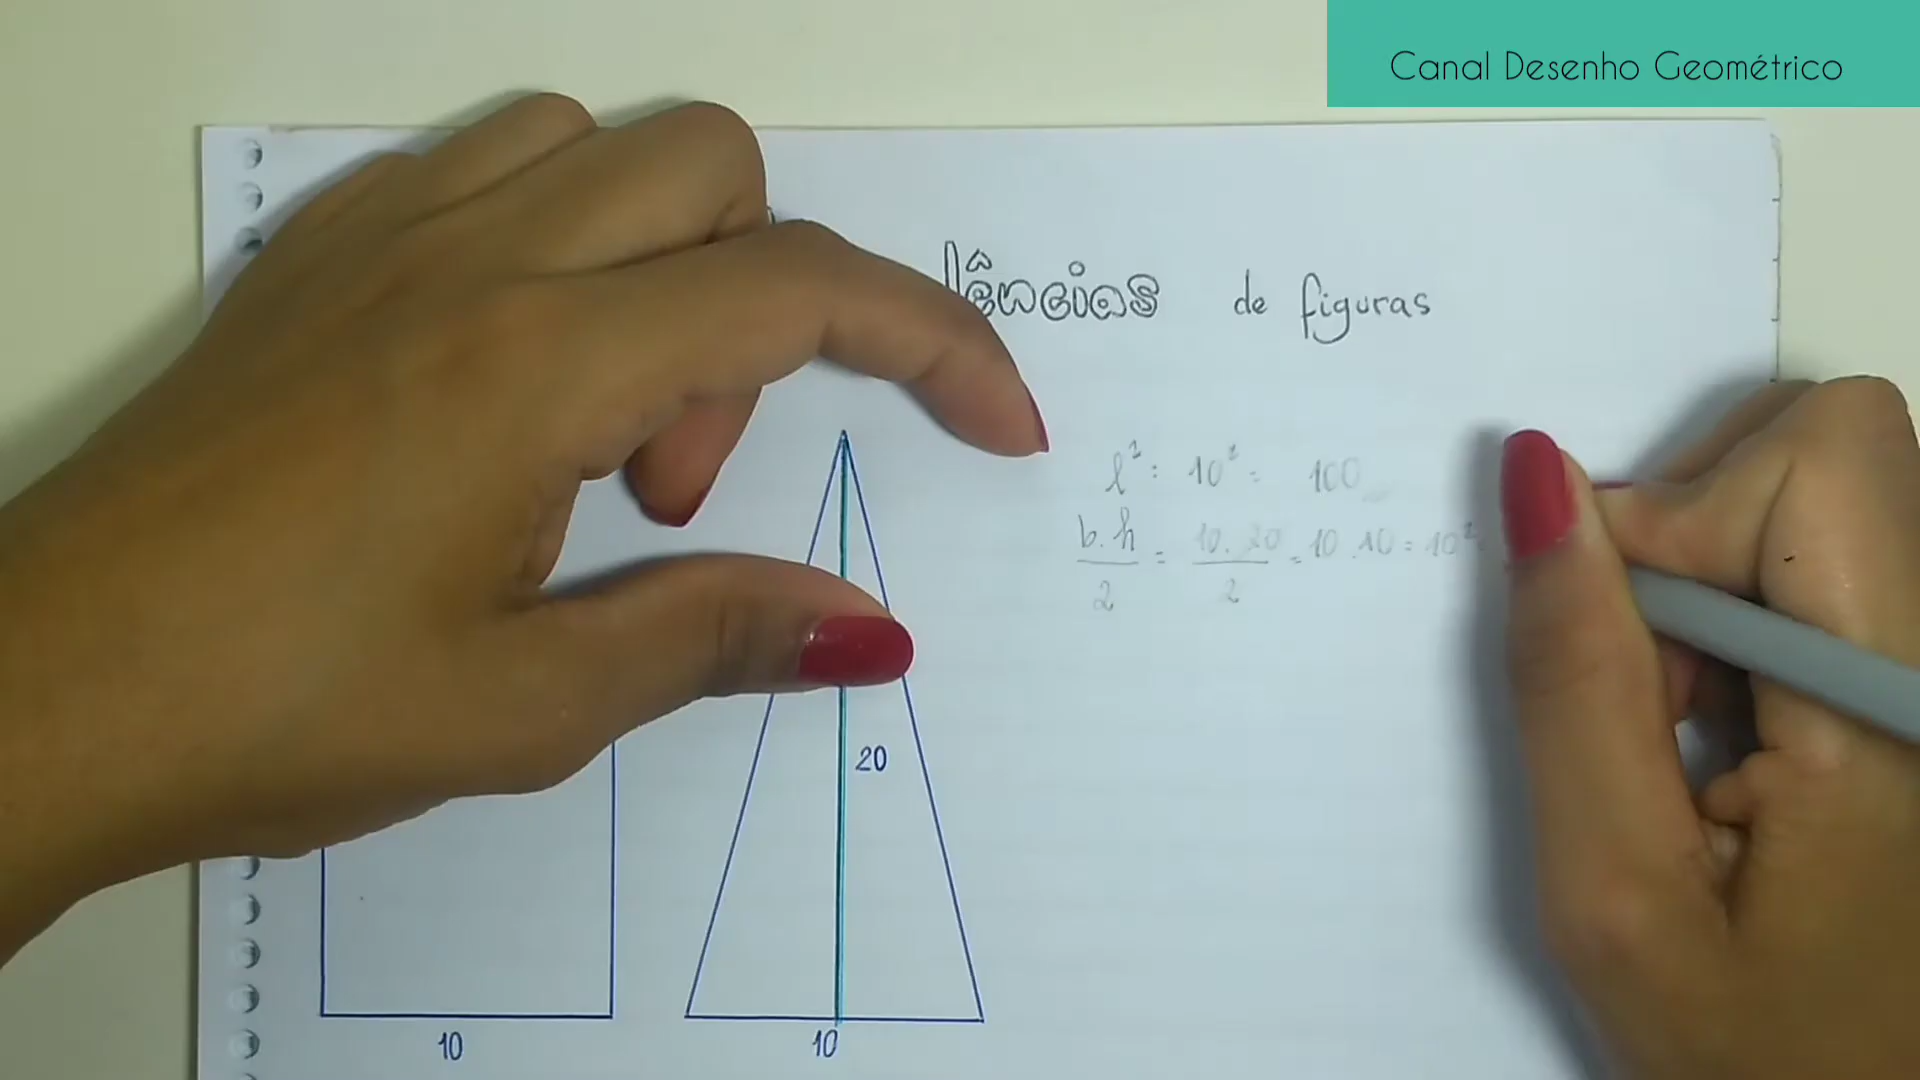 Canal Desenho Geométrico
lências de figuras
l² = 10² = 100
b.h/2 = 10.20/2 = 10.10 = 10²
20
10
10